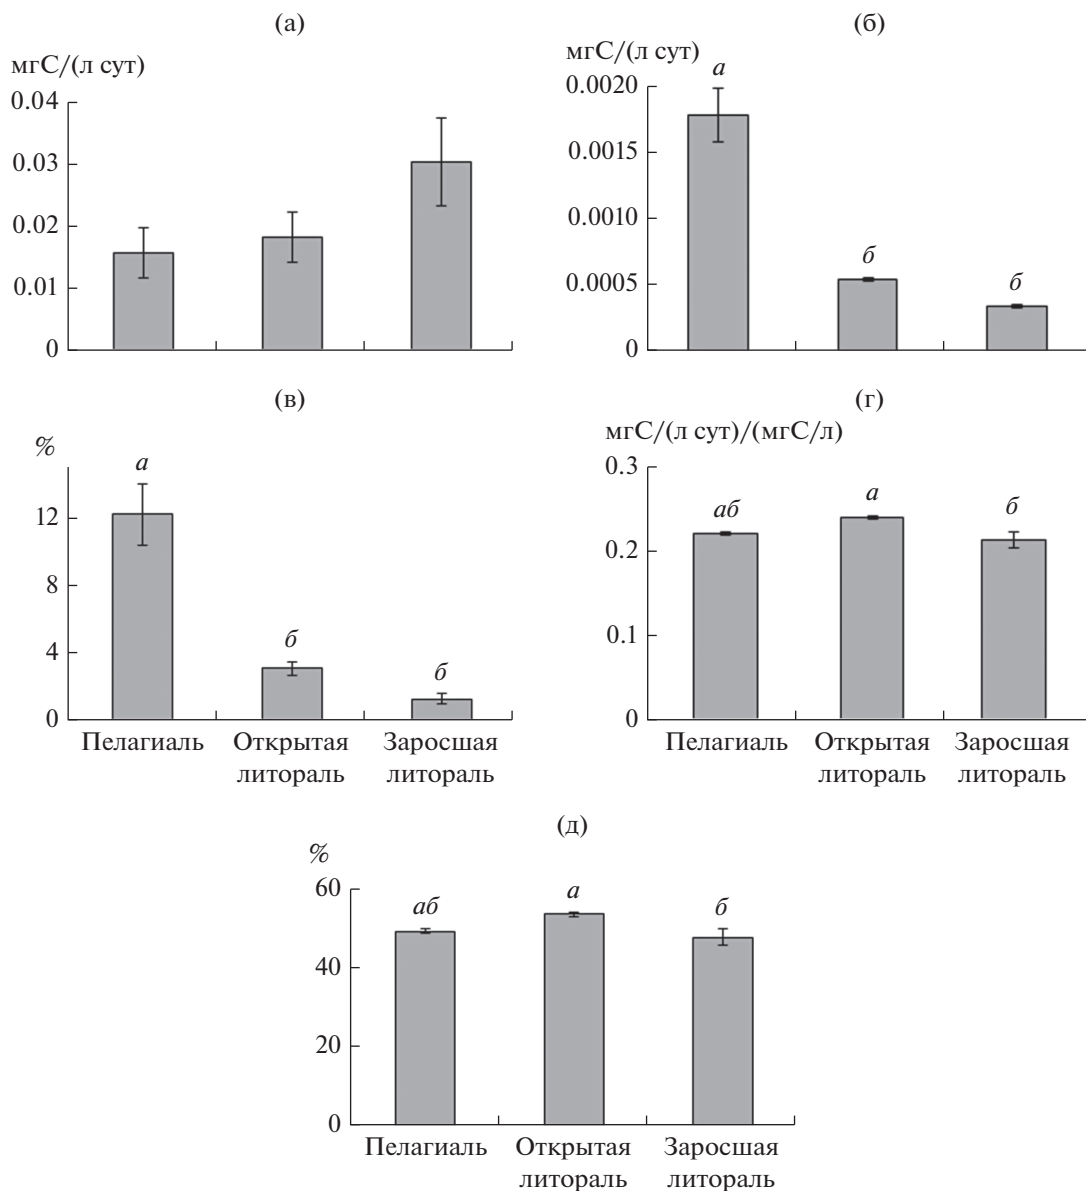 (а)
мгС/(л сут)
0.04
0.03
0.02
0.01
0
(б)
мгС/(л сут)
0.0020
0.0015
0.0010
0.0005
0
а
б
б
(в)
%
12
8
4
0
а
б
б
Пелагиаль
Открытая
литораль
Заросшая
литораль
(г)
мгС/(л сут)/(мгС/л)
0.3
0.2
0.1
0
аб
а
б
Пелагиаль
Открытая
литораль
Заросшая
литораль
(д)
%
60
40
20
0
аб
а
б
Пелагиаль
Открытая
литораль
Заросшая
литораль